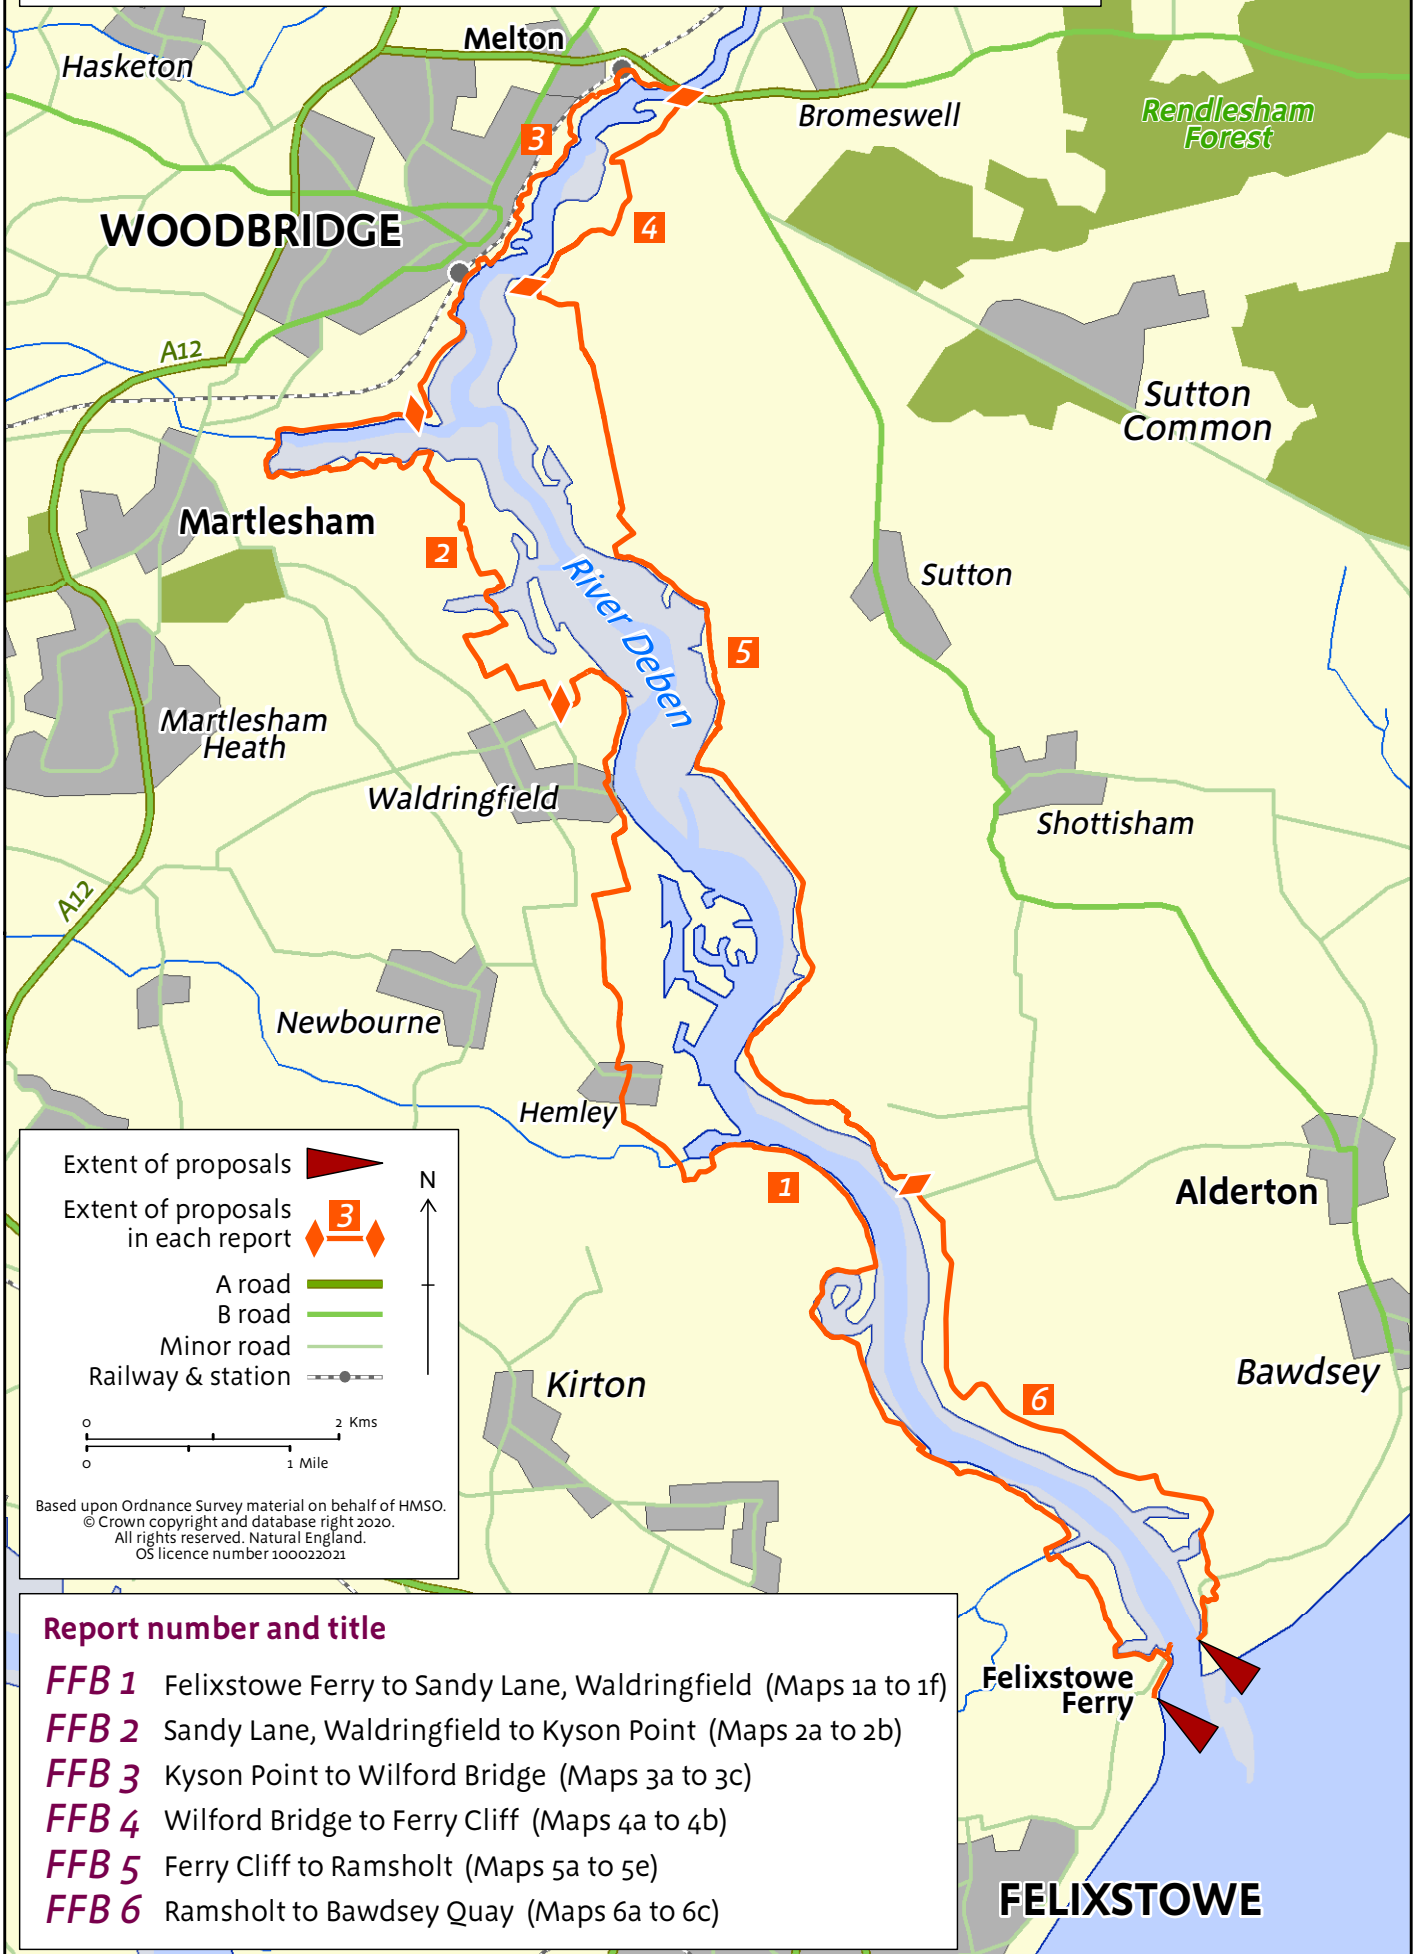 Melton
Hasketon
Bromeswell
Rendlesham
Forest
3
4
WOODBRIDGE
A12
Sutton
Common
Martlesham
2
Sutton
River Deben
5
Martlesham
Heath
Waldringfield
Shottisham
A12
Newbourne
Hemley
1
Alderton
Bawdsey
Kirton
6
Felixstowe
Ferry
FELIXSTOWE
Extent of proposals
N
Extent of proposals
in each report
3
A road
B road
Minor road
Railway & station
0 2 Kms
0 1 Mile
Based upon Ordnance Survey material on behalf of HMSO.
© Crown copyright and database right 2020.
All rights reserved. Natural England.
OS licence number 100022021
Report number and title
FFB 1 Felixstowe Ferry to Sandy Lane, Waldringfield (Maps 1a to 1f)
FFB 2 Sandy Lane, Waldringfield to Kyson Point (Maps 2a to 2b)
FFB 3 Kyson Point to Wilford Bridge (Maps 3a to 3c)
FFB 4 Wilford Bridge to Ferry Cliff (Maps 4a to 4b)
FFB 5 Ferry Cliff to Ramsholt (Maps 5a to 5e)
FFB 6 Ramsholt to Bawdsey Quay (Maps 6a to 6c)